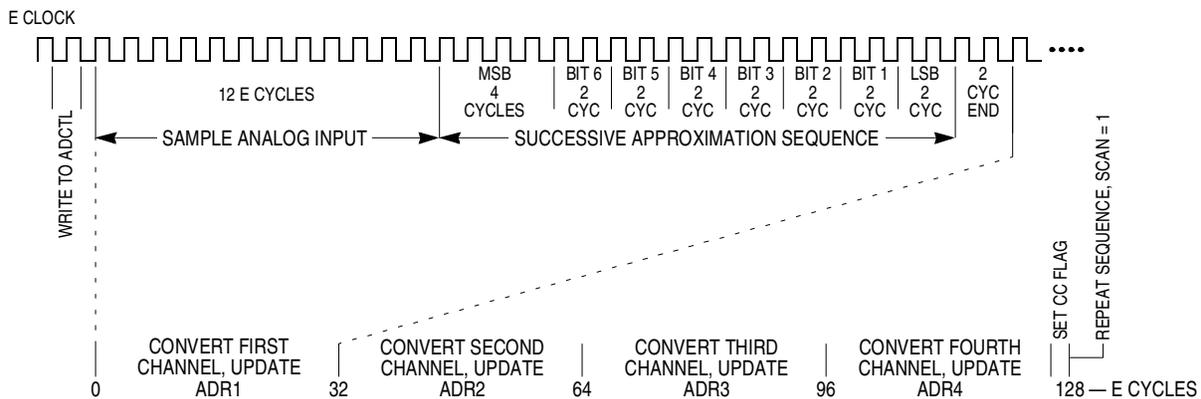 E CLOCK
12 E CYCLES
MSB
4
CYCLES
BIT 6
2
CYC
BIT 5
2
CYC
BIT 4
2
CYC
BIT 3
2
CYC
BIT 2
2
CYC
BIT 1
2
CYC
LSB
2
CYC
2
CYC
END
WRITE TO ADCTL
SAMPLE ANALOG INPUT
SUCCESSIVE APPROXIMATION SEQUENCE
SET CC FLAG
REPEAT SEQUENCE, SCAN = 1
CONVERT FIRST
CHANNEL, UPDATE
ADR1
CONVERT SECOND
CHANNEL, UPDATE
ADR2
CONVERT THIRD
CHANNEL, UPDATE
ADR3
CONVERT FOURTH
CHANNEL, UPDATE
ADR4
0
32
64
96
128 — E CYCLES